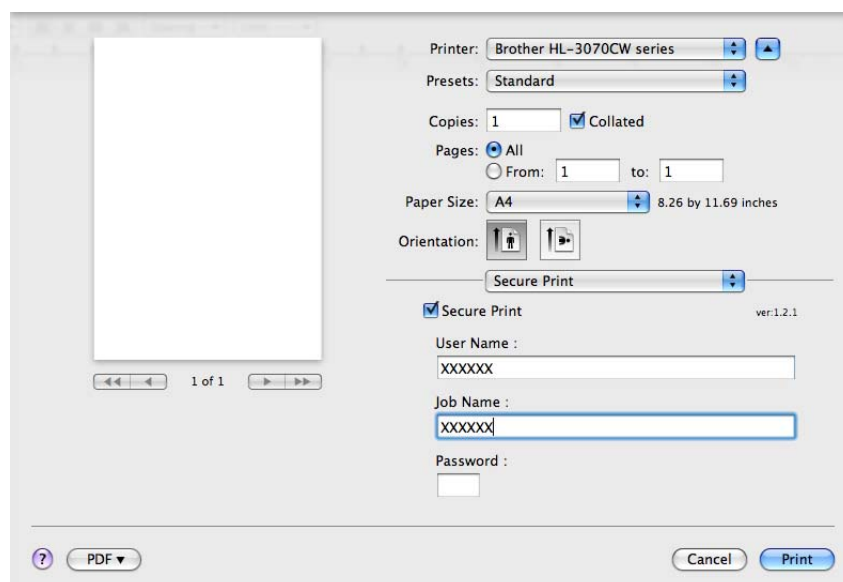 Printer: Brother HL-3070CW series
Presets: Standard
Copies: 1 Collated
Pages: All
From: 1 to: 1
Paper Size: A4 8.26 by 11.69 inches
Orientation:
Secure Print
Secure Print ver:1.2.1
User Name :
XXXXXX
Job Name :
XXXXXX
Password :
1 of 1
? PDF▼ Cancel Print